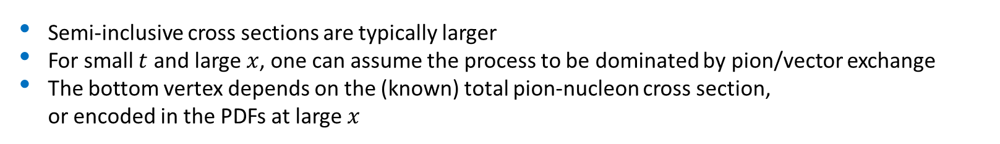 • Semi-inclusive cross sections are typically larger
• For small t and large x, one can assume the process to be dominated by pion/vector exchange
• The bottom vertex depends on the (known) total pion-nucleon cross section,
or encoded in the PDFs at large x